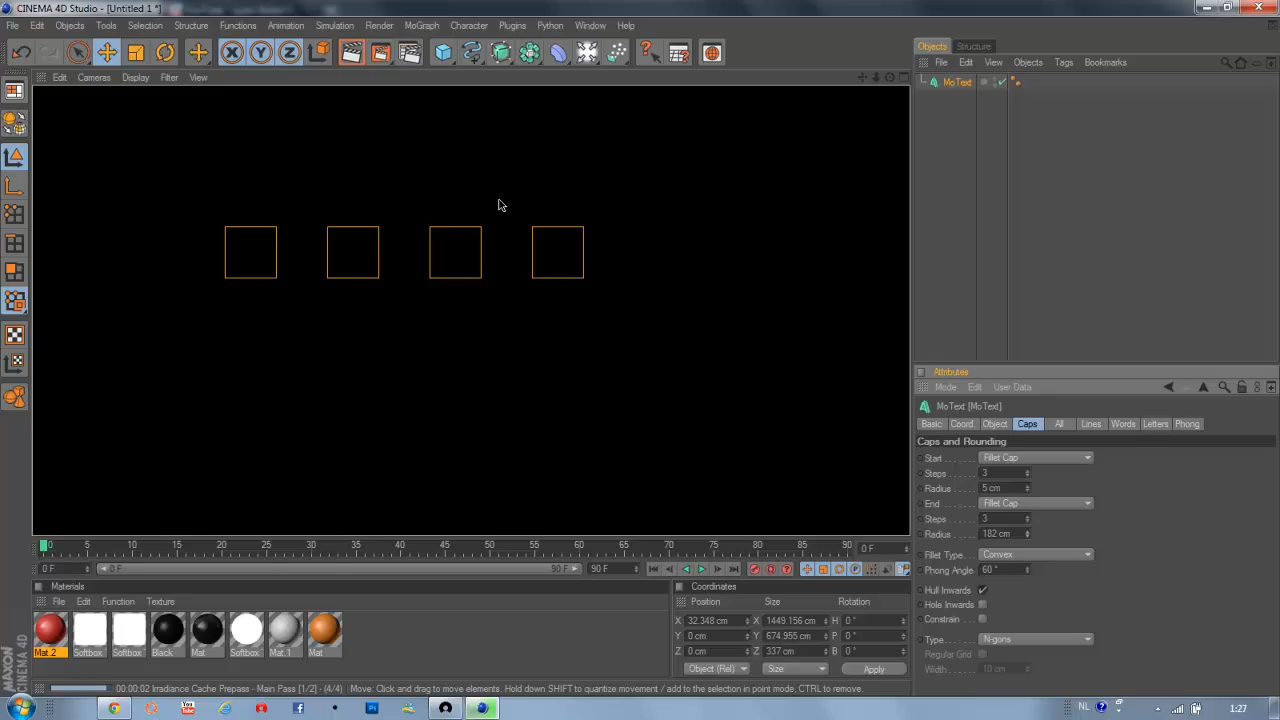 CINEMA 4D Studio - [Untitled 1 *]
File Edit Objects Tools Selection Structure Functions Animation Simulation Render MoGraph Character Plugins Python Window Help
X Y Z
Edit Cameras Display Filter View
Objects Structure
File Edit View Objects Tags Bookmarks
MoText
Attributes
Mode Edit User Data
MoText [MoText]
Basic Coord. Object Caps All Lines Words Letters Phong
Caps and Rounding
Start Fillet Cap
Steps 3
Radius 5 cm
End Fillet Cap
Steps 3
Radius 182 cm
Fillet Type Convex
Phong Angle 60 °
Hull Inwards
Hole Inwards
Constrain
Type N-gons
Regular Grid
Width 10 cm
0 5 10 15 20 25 30 35 40 45 50 55 60 65 70 75 80 85 90 0 F
0 F 0 F 90 F 90 F
Materials
File Edit Function Texture
Mat.2 Softbox Softbox Black Mat Softbox Mat.1 Mat
Coordinates
Position Size Rotation
X 32.348 cm X 1449.156 cm H 0 °
Y 0 cm Y 674.955 cm P 0 °
Z 0 cm Z 337 cm B 0 °
Object (Rel) Size Apply
00:00:02 Irradiance Cache Prepass - Main Pass [1/2] - (4/4) Move: Click and drag to move elements. Hold down SHIFT to quantize movement / add to the selection in point mode, CTRL to remove.
MAXON
CINEMA 4D
NL 1:27